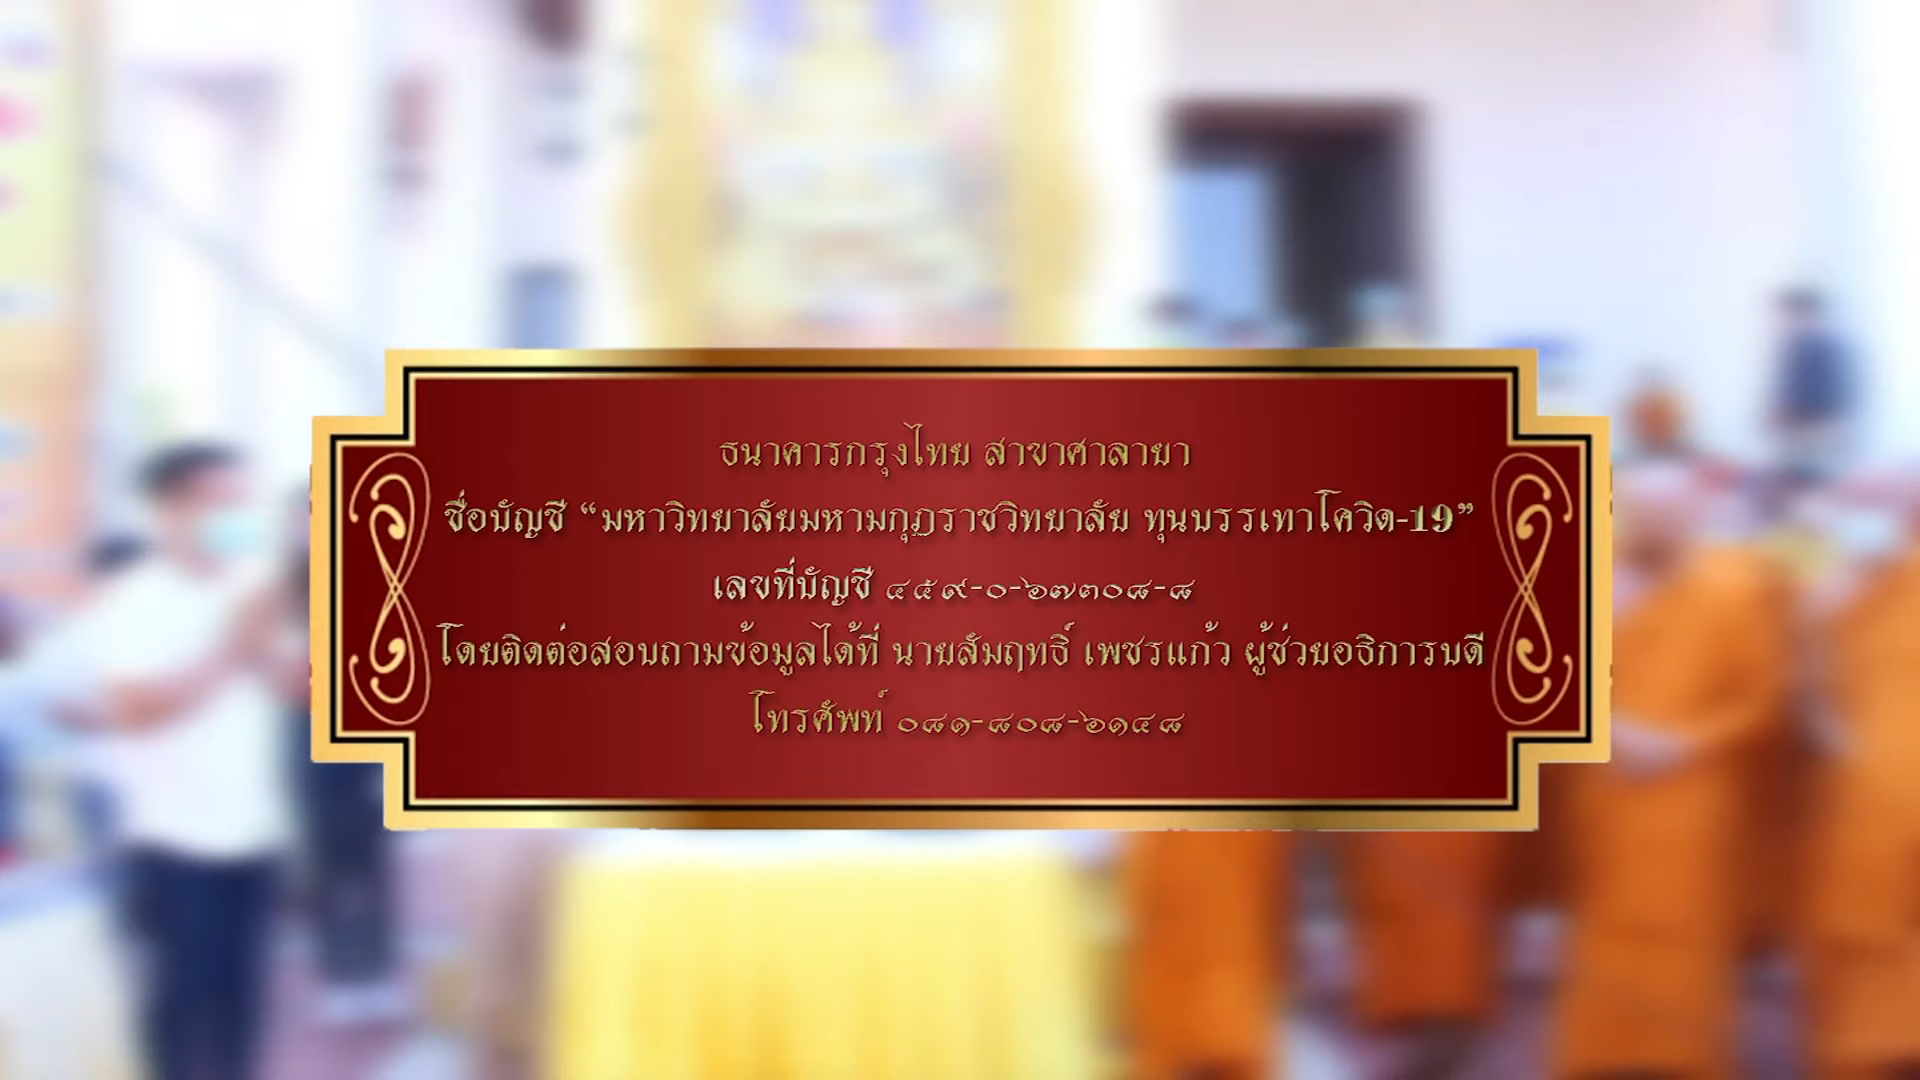 ธนาคารกรุงไทย สาขาศาลายา
ชื่อบัญชี “มหาวิทยาลัยมหามกุฏราชวิทยาลัย ทุนบรรเทาโควิด-19”
เลขที่บัญชี ๔๕๙-๐-๖๗๓๐๘-๘
โดยติดต่อสอบถามข้อมูลได้ที่ นายสัมฤทธิ์ เพชรแก้ว ผู้ช่วยอธิการบดี
โทรศัพท์ ๐๘๑-๘๐๘-๖๑๔๘